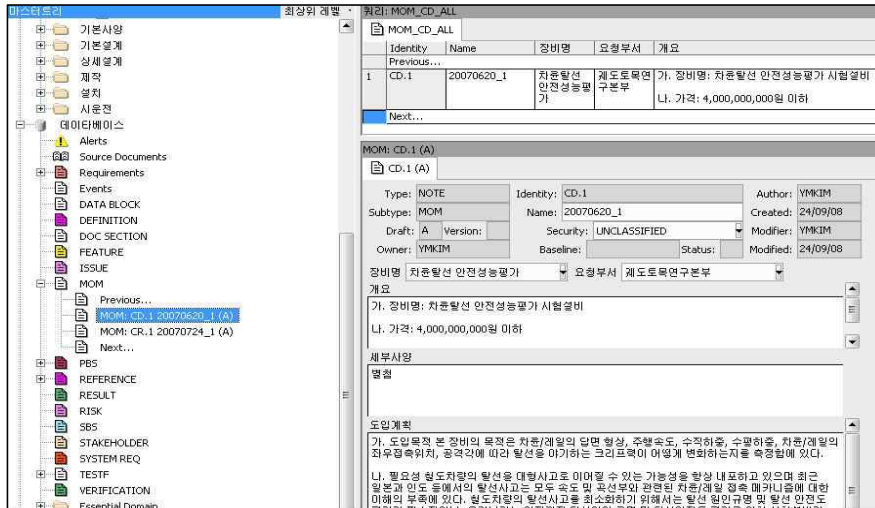 마스터트리
최상위 레벨
기본사양
기본설계
상세설계
제작
설치
시운전
데이타베이스
Alerts
Source Documents
Requirements
Events
DATA BLOCK
DEFINITION
DOC SECTION
FEATURE
ISSUE
MOM
Previous...
MOM: CD.1 20070620_1 (A)
MOM: CR.1 20070724_1 (A)
Next...
PBS
REFERENCE
RESULT
RISK
SBS
STAKEHOLDER
SYSTEM REQ
TESTF
VERIFICATION
Essential Domain
쿼리: MOM_CD_ALL
MOM_CD_ALL
Identity Name 장비명 요청부서 개요
Previous...
1 CD.1 20070620_1 차륜탈선 안전성능평가 궤도토목연구본부 가. 장비명: 차륜탈선 안전성능평가 시험설비
나. 가격: 4,000,000,000원 이하
Next...
MOM: CD.1 (A)
CD.1 (A)
Type: NOTE Identity: CD.1 Author: YMKIM
Subtype: MOM Name: 20070620_1 Created: 24/09/08
Draft: A Version: Security: UNCLASSIFIED Modifier: YMKIM
Owner: YMKIM Baseline: Status: Modified: 24/09/08
장비명 차륜탈선 안전성능평가 요청부서 궤도토목연구본부
개요
가. 장비명: 차륜탈선 안전성능평가 시험설비
나. 가격: 4,000,000,000원 이하
세부사양
별첨
도입계획
가. 도입목적 본 장비의 목적은 차륜/레일의 답면 형상, 주행속도, 수직하중, 수평하중, 차륜/레일의
좌우접촉위치, 공격각에 따라 탈선을 야기하는 크리프력이 어떻게 변화하는지를 측정함에 있다.
나. 필요성 철도차량의 탈선은 대형사고로 이어질 수 있는 가능성을 항상 내포하고 있으며 최근
일본과 인도 등에서의 탈선사고는 모두 속도 및 곡선부와 관련된 차륜/레일 접촉 메카니즘에 대한
이해의 부족에 있다. 철도차량의 탈선사고를 최소화하기 위해서는 탈선 원인규명 및 탈선 안전도